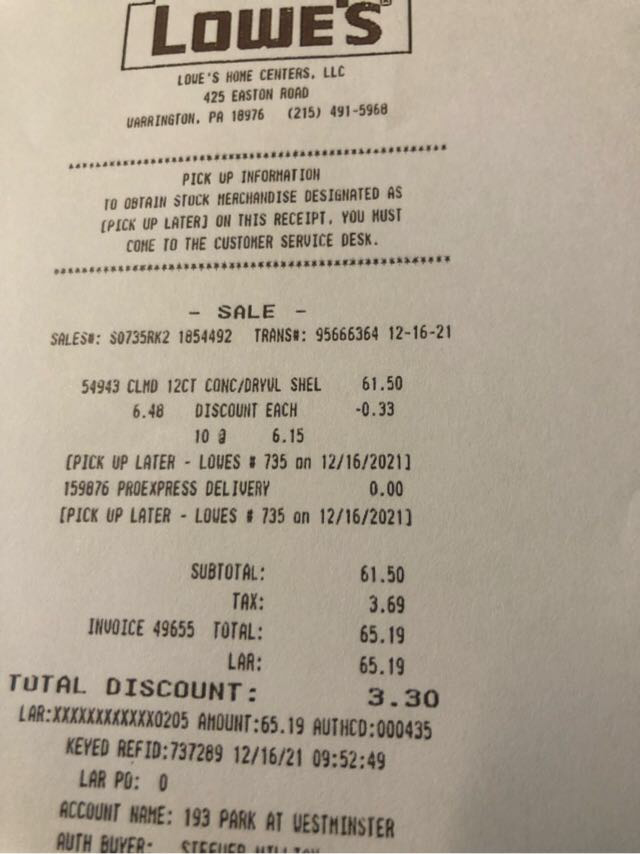 LOWE'S
LOWE'S HOME CENTERS, LLC
425 EASTON ROAD
WARRINGTON, PA 18976 (215) 491-5968
****************************************************
PICK UP INFORMATION
TO OBTAIN STOCK MERCHANDISE DESIGNATED AS
[PICK UP LATER] ON THIS RECEIPT, YOU MUST
COME TO THE CUSTOMER SERVICE DESK.
****************************************************
- SALE -
SALES#: S0735RK2 1854492 TRANS#: 95666364 12-16-21
54943 CLMD 12CT CONC/DRYWL SHEL 61.50
6.48 DISCOUNT EACH -0.33
10 @ 6.15
[PICK UP LATER - LOWES # 735 on 12/16/2021]
159876 PROEXPRESS DELIVERY 0.00
[PICK UP LATER - LOWES # 735 on 12/16/2021]
SUBTOTAL: 61.50
TAX: 3.69
INVOICE 49655 TOTAL: 65.19
LAR: 65.19
TOTAL DISCOUNT: 3.30
LAR:XXXXXXXXXXXX0205 AMOUNT:65.19 AUTHCD:000435
KEYED REFID:737289 12/16/21 09:52:49
LAR PO: 0
ACCOUNT NAME: 193 PARK AT WESTMINSTER
AUTH BUYER: